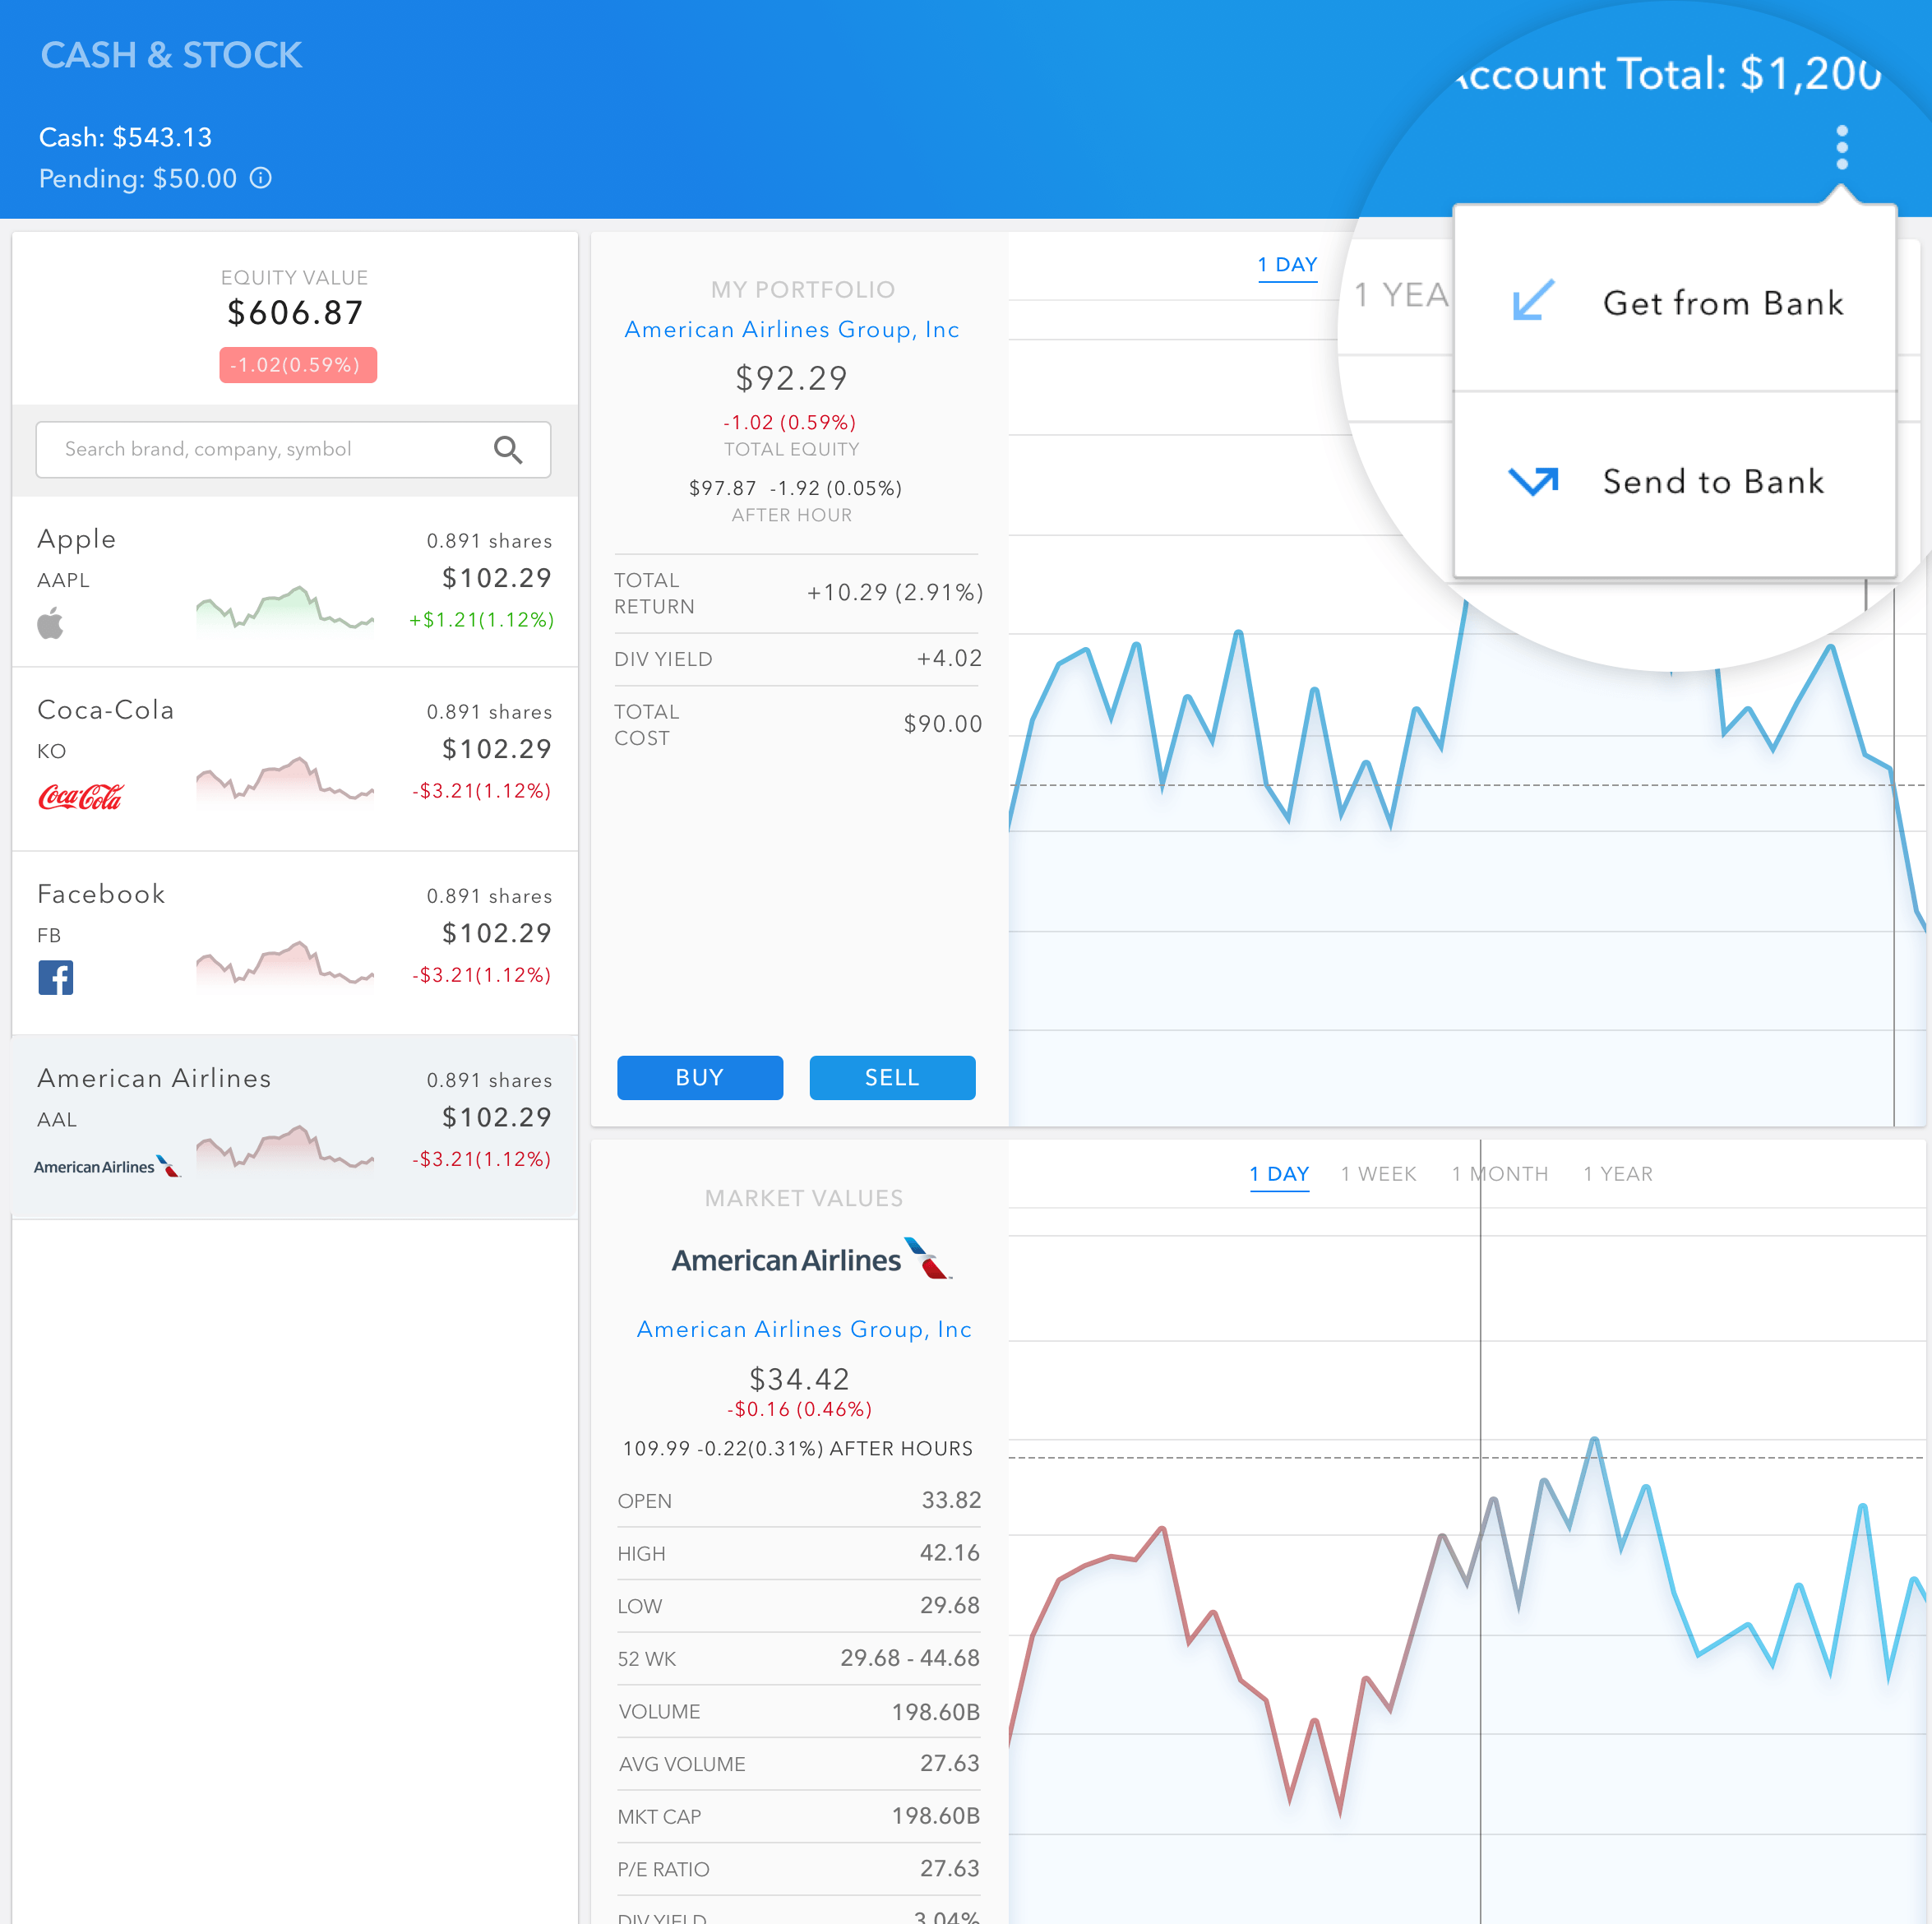 CASH & STOCK
Cash: $543.13
Pending: $50.00
Account Total: $1,200
Get from Bank
Send to Bank
EQUITY VALUE
$606.87
-1.02(0.59%)
Search brand, company, symbol
Apple
0.891 shares
AAPL
$102.29
+$1.21(1.12%)
Coca-Cola
0.891 shares
KO
$102.29
Coca-Cola
-$3.21(1.12%)
Facebook
0.891 shares
FB
$102.29
-$3.21(1.12%)
American Airlines
0.891 shares
AAL
$102.29
American Airlines
-$3.21(1.12%)
MY PORTFOLIO
American Airlines Group, Inc
$92.29
-1.02 (0.59%)
TOTAL EQUITY
$97.87 -1.92 (0.05%)
AFTER HOUR
TOTAL
RETURN
+10.29 (2.91%)
DIV YIELD
+4.02
TOTAL
COST
$90.00
BUY
SELL
1 DAY
1 YEA
MARKET VALUES
American Airlines
American Airlines Group, Inc
$34.42
-$0.16 (0.46%)
109.99 -0.22(0.31%) AFTER HOURS
OPEN 33.82
HIGH 42.16
LOW 29.68
52 WK 29.68 - 44.68
VOLUME 198.60B
AVG VOLUME 27.63
MKT CAP 198.60B
P/E RATIO 27.63
DIV YIELD 3.04%
1 DAY 1 WEEK 1 MONTH 1 YEAR